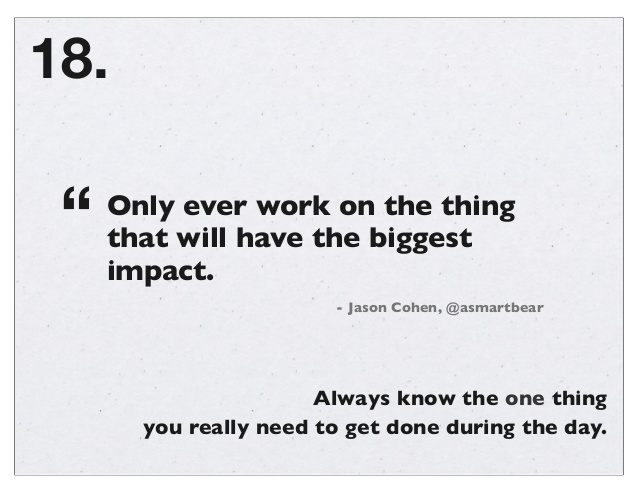 18.
“ Only ever work on the thing
that will have the biggest
impact.
- Jason Cohen, @asmartbear
Always know the one thing
you really need to get done during the day.